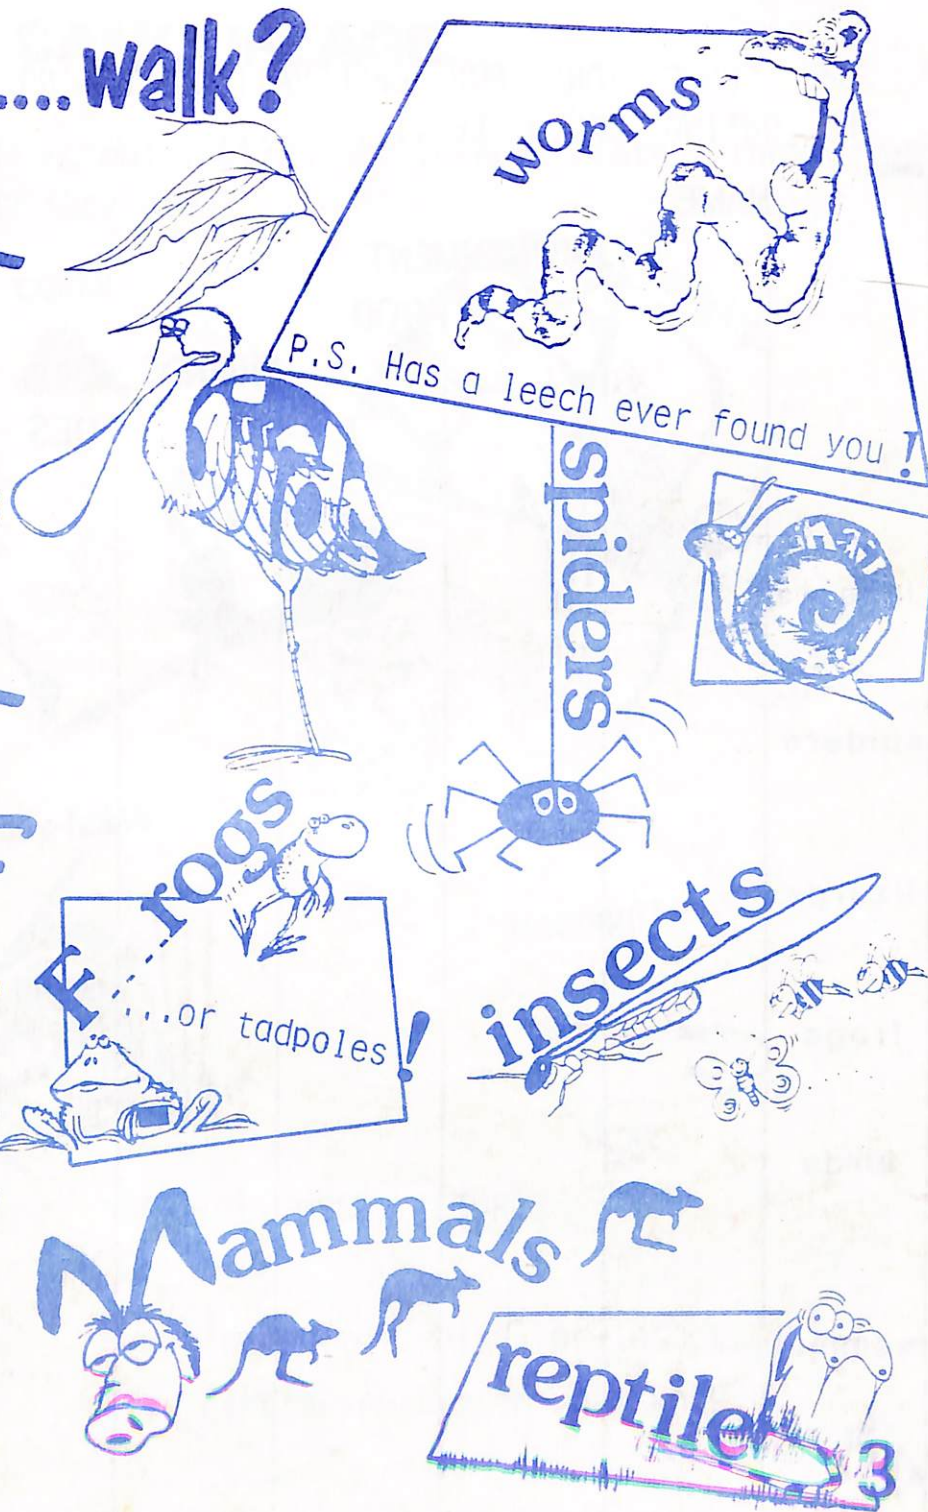 ....walk?
worms
P.S. Has a leech ever found you!
spiders
Frogs
...or tadpoles!
insects
Mammals
reptile
3